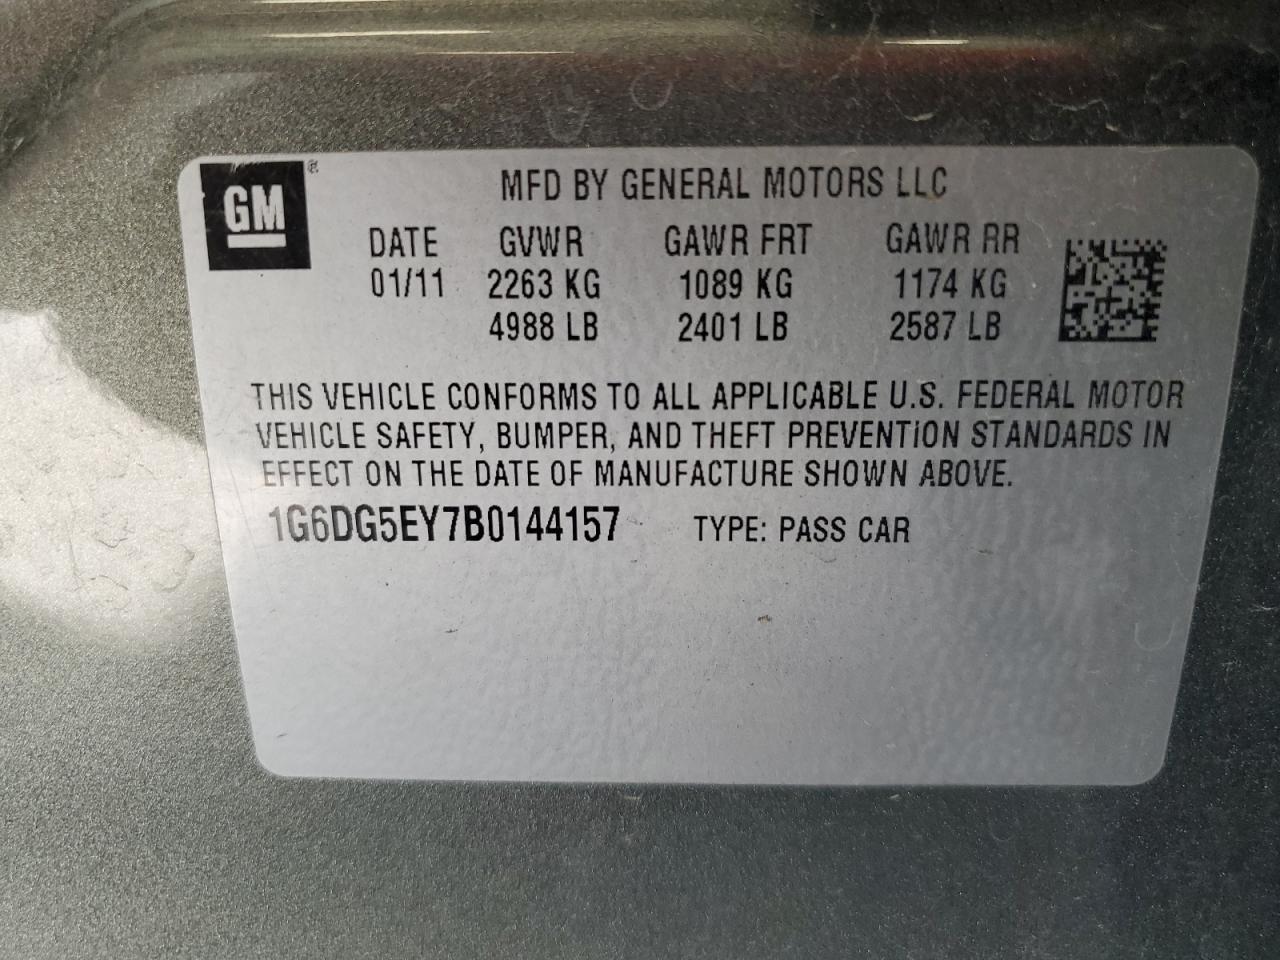 GM ®
MFD BY GENERAL MOTORS LLC
DATE GVWR GAWR FRT GAWR RR
01/11 2263 KG 1089 KG 1174 KG
4988 LB 2401 LB 2587 LB
THIS VEHICLE CONFORMS TO ALL APPLICABLE U.S. FEDERAL MOTOR
VEHICLE SAFETY, BUMPER, AND THEFT PREVENTION STANDARDS IN
EFFECT ON THE DATE OF MANUFACTURE SHOWN ABOVE.
1G6DG5EY7B0144157 TYPE: PASS CAR